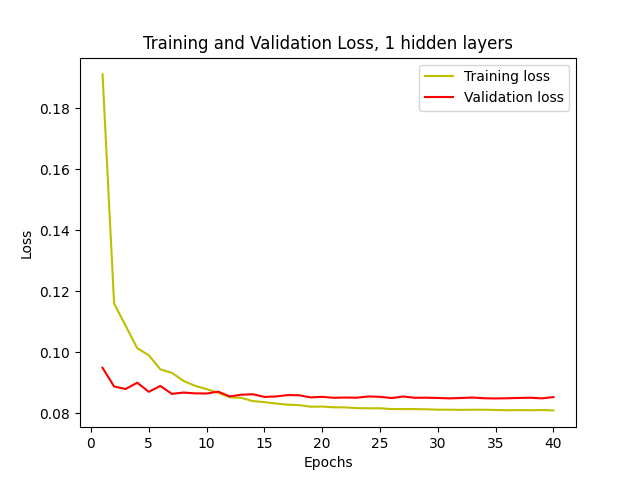 Training and Validation Loss, 1 hidden layers
Training loss
Validation loss
Loss
0.18
0.16
0.14
0.12
0.10
0.08
0 5 10 15 20 25 30 35 40
Epochs